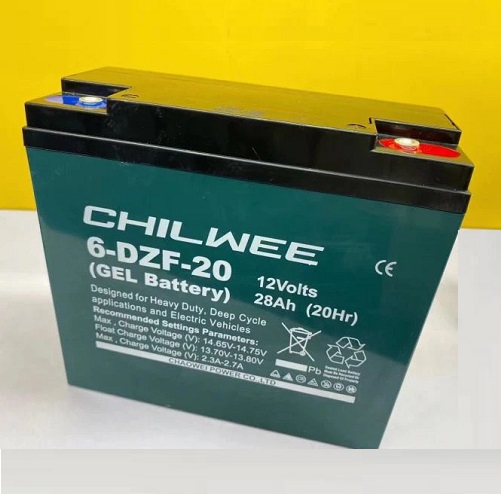 CHILWEE
6-DZF-20
(GEL Battery)
12Volts
28Ah (20Hr)
CE
Designed for Heavy Duty, Deep Cycle
applications and Electric Vehicles
Recommended Settings Parameters:
Max , Charge Voltage (V): 14.65V-14.75V
Float Charge Voltage (V): 13.70V-13.80V
Max , Charge Voltage (V): 2.3A-2.7A
CHAOWEI POWER CO.,LTD
Pb